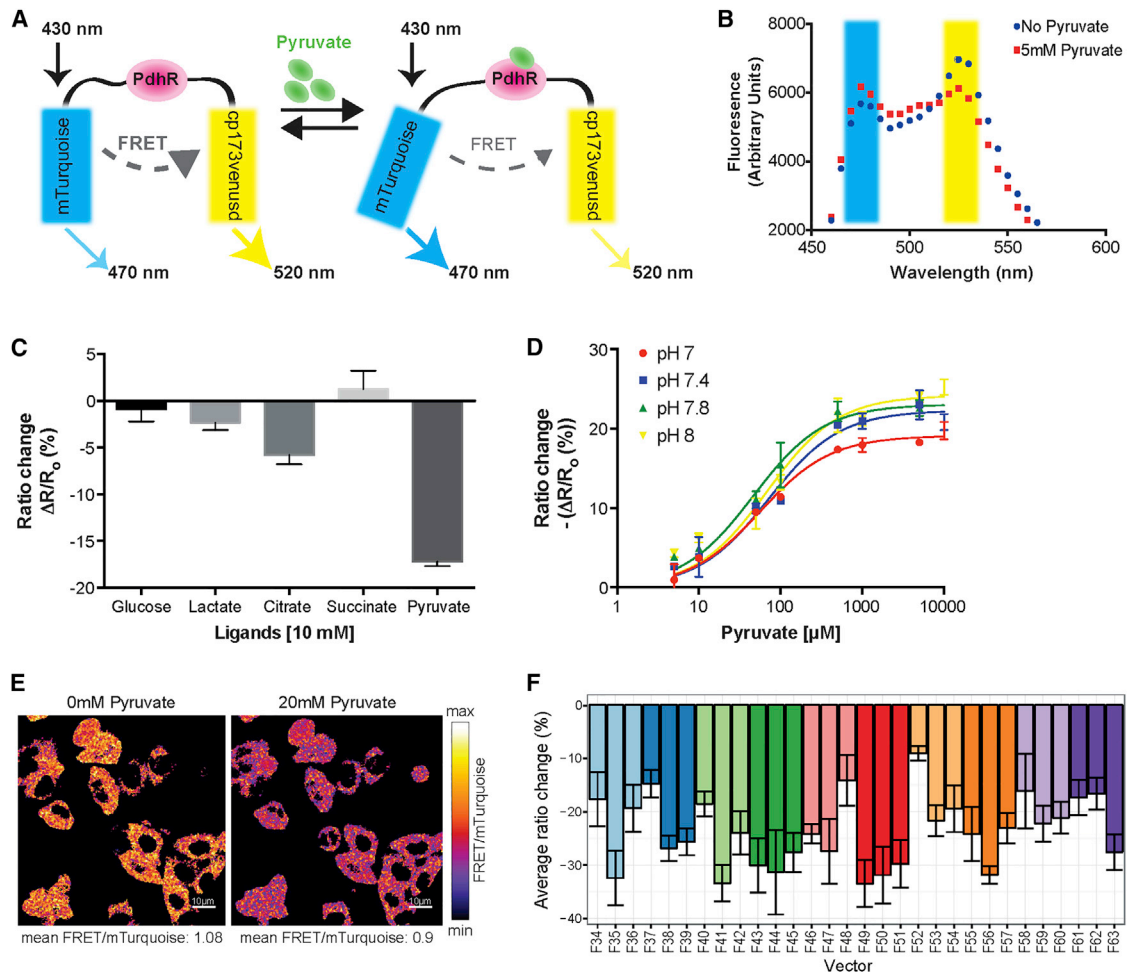 A
430 nm
PdhR
mTurquoise
FRET
cp173venusd
470 nm
520 nm
Pyruvate
430 nm
PdhR
mTurquoise
FRET
cp173venusd
470 nm
520 nm
B
No Pyruvate
5mM Pyruvate
Fluorescence
(Arbitrary Units)
8000
6000
4000
2000
450
500
550
600
Wavelength (nm)
C
Ratio change
ΔR/Ro (%)
5
0
-5
-10
-15
-20
Glucose
Lactate
Citrate
Succinate
Pyruvate
Ligands [10 mM]
D
pH 7
pH 7.4
pH 7.8
pH 8
Ratio change
- (ΔR/Ro (%))
30
20
10
0
1
10
100
1000
10000
Pyruvate [µM]
E
0mM Pyruvate
20mM Pyruvate
10µm
10µm
mean FRET/mTurquoise: 1.08
mean FRET/mTurquoise: 0.9
max
FRET/mTurquoise
min
F
Average ratio change (%)
0
-10
-20
-30
-40
F34
F35
F36
F37
F38
F39
F40
F41
F42
F43
F44
F45
F46
F47
F48
F49
F50
F51
F52
F53
F54
F55
F56
F57
F58
F59
F60
F61
F62
F63
Vector